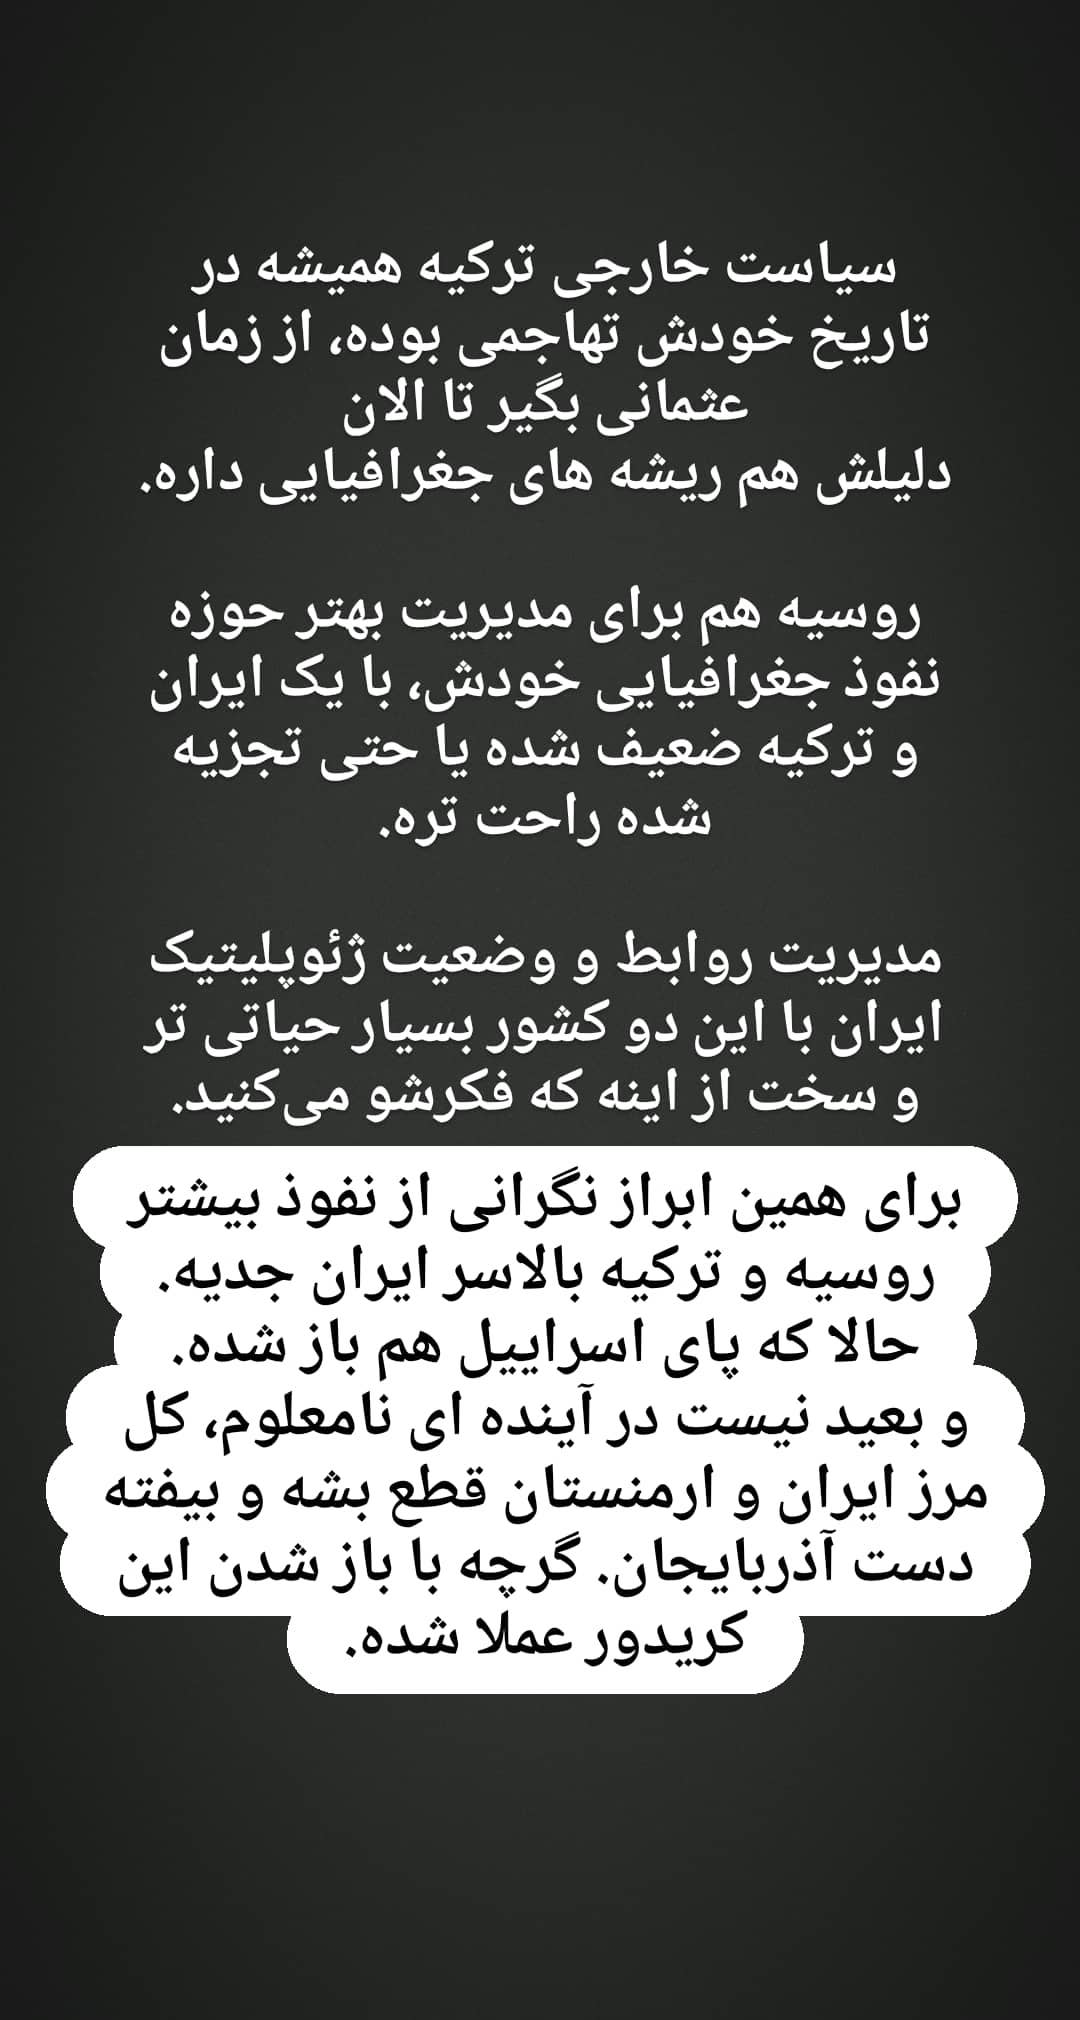 سیاست خارجی ترکیه همیشه در
تاریخ خودش تهاجمی بوده، از زمان
عثمانی بگیر تا الان
دلیلش هم ریشه های جغرافیایی داره.
روسیه هم برای مدیریت بهتر حوزه
نفوذ جغرافیایی خودش، با یک ایران
و ترکیه ضعیف شده یا حتی تجزیه
شده راحت تره.
مدیریت روابط و وضعیت ژئوپلیتیک
ایران با این دو کشور بسیار حیاتی تر
و سخت از اینه که فکرشو می‌کنید.
برای همین ابراز نگرانی از نفوذ بیشتر
روسیه و ترکیه بالاسر ایران جدیه.
حالا که پای اسراییل هم باز شده.
و بعید نیست در آینده ای نامعلوم، کل
مرز ایران و ارمنستان قطع بشه و بیفته
دست آذربایجان. گرچه با باز شدن این
کریدور عملا شده.